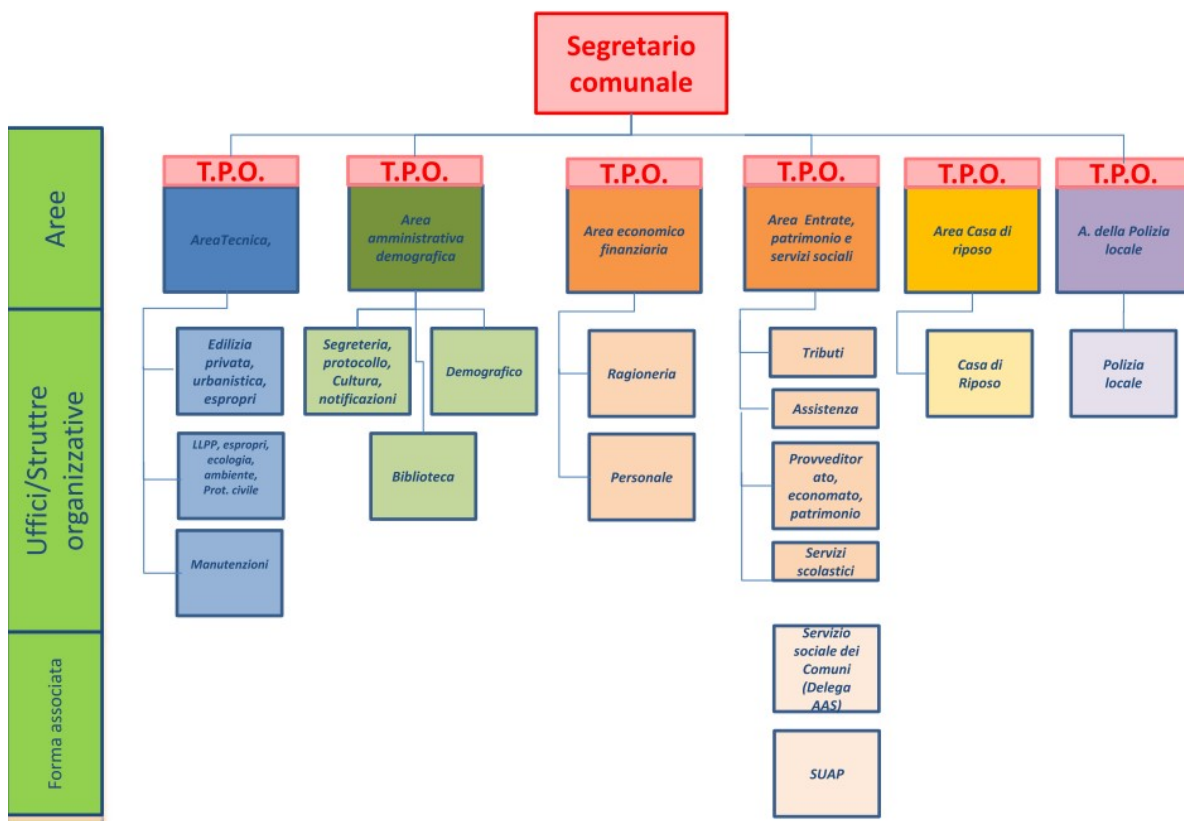 Segretario
comunale
Aree
T.P.O.
T.P.O.
T.P.O.
T.P.O.
T.P.O.
T.P.O.
AreaTecnica,
Area
amministrativa
demografica
Area economico
finanziaria
Area Entrate,
patrimonio e
servizi sociali
Area Casa di
riposo
A. della Polizia
locale
Uffici/Struttre
organizzative
Edilizia
privata,
urbanistica,
espropri
LLPP, espropri,
ecologia,
ambiente,
Prot. civile
Manutenzioni
Segreteria,
protocollo,
Cultura,
notificazioni
Demografico
Biblioteca
Ragioneria
Personale
Tributi
Assistenza
Provveditor
ato,
economato,
patrimonio
Servizi
scolastici
Casa di
Riposo
Polizia
locale
Forma associata
Servizio
sociale dei
Comuni
(Delega
AAS)
SUAP